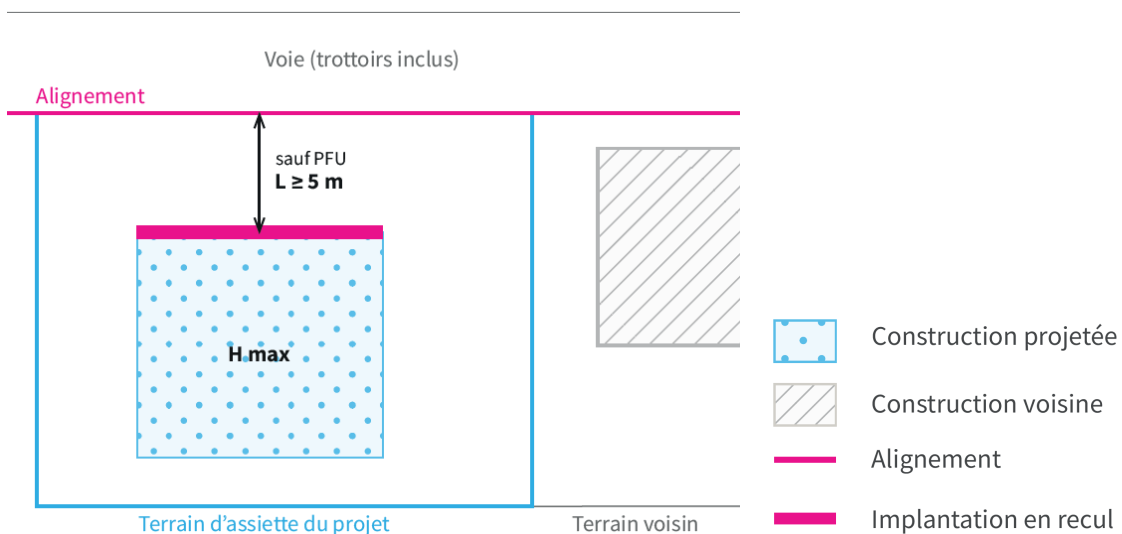 Voie (trottoirs inclus)
Alignement
sauf PFU
L ≥ 5 m
H max
Terrain d’assiette du projet
Terrain voisin
Construction projetée
Construction voisine
Alignement
Implantation en recul